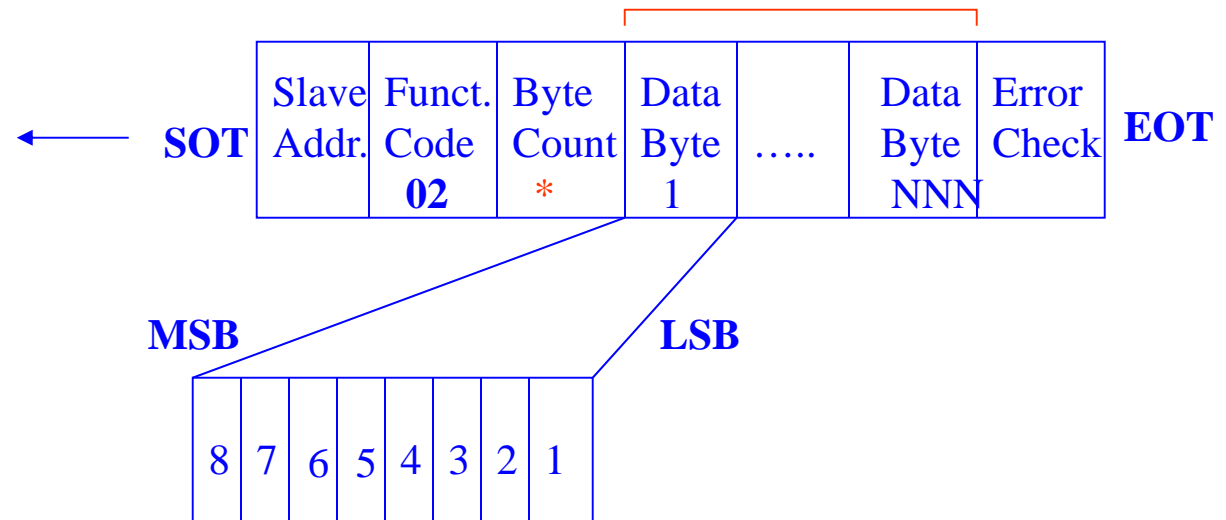 SOT
Slave Addr.
Funct. Code 02
Byte Count *
Data Byte 1
.....
Data Byte NNN
Error Check
EOT
MSB
LSB
8 7 6 5 4 3 2 1